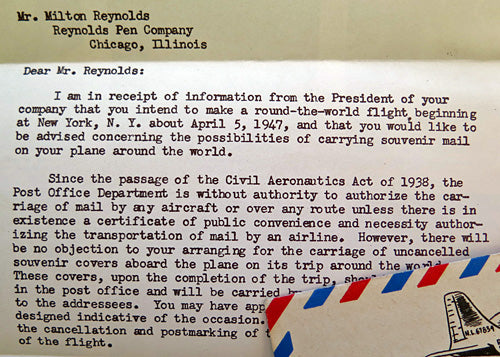 Mr. Milton Reynolds
Reynolds Pen Company
Chicago, Illinois
Dear Mr. Reynolds:
I am in receipt of information from the President of your
company that you intend to make a round-the-world flight, beginning
at New York, N. Y. about April 5, 1947, and that you would like to
be advised concerning the possibilities of carrying souvenir mail
on your plane around the world.
Since the passage of the Civil Aeronautics Act of 1938, the
Post Office Department is without authority to authorize the car-
riage of mail by any aircraft or over any route unless there is in
existence a certificate of public convenience and necessity author-
izing the transportation of mail by an airline. However, there will
be no objection to your arranging for the carriage of uncancelled
souvenir covers aboard the plane on its trip around the world.
These covers, upon the completion of the trip,
in the post office and will be carried
to the addressees. You may have
designed indicative of the occasion.
the cancellation and postmarking of
of the flight.